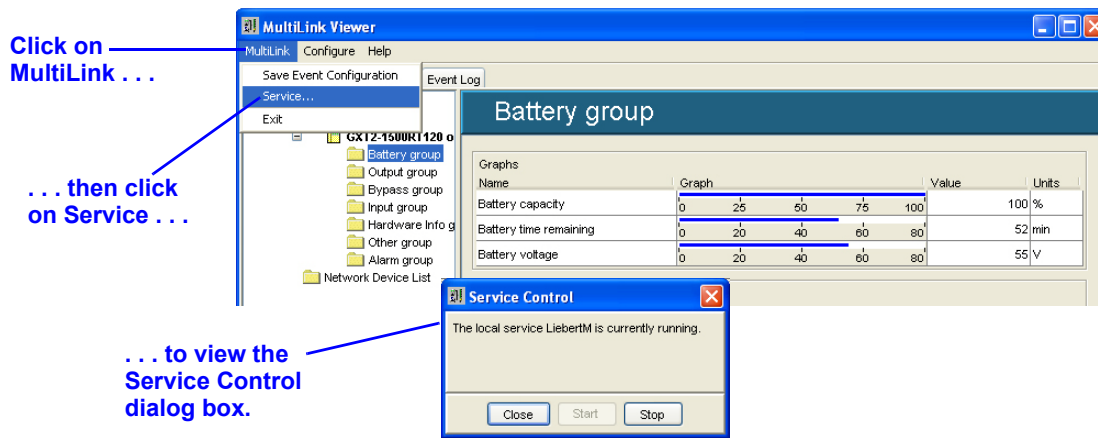 MultiLink Viewer
Click on
MultiLink . . .
MultiLink Configure Help
Save Event Configuration
Service...
Exit
Event Log
Battery group
GXT2-1500RT120 o
Battery group
Output group
Bypass group
Input group
Hardware Info g
Other group
Alarm group
Network Device List
. . . then click
on Service . . .
Graphs
Name Graph Value Units
Battery capacity 0 25 50 75 100 100 %
Battery time remaining 0 20 40 60 80 52 min
Battery voltage 0 20 40 60 80 55 V
Service Control
The local service LiebertM is currently running.
Close Start Stop
. . . to view the
Service Control
dialog box.